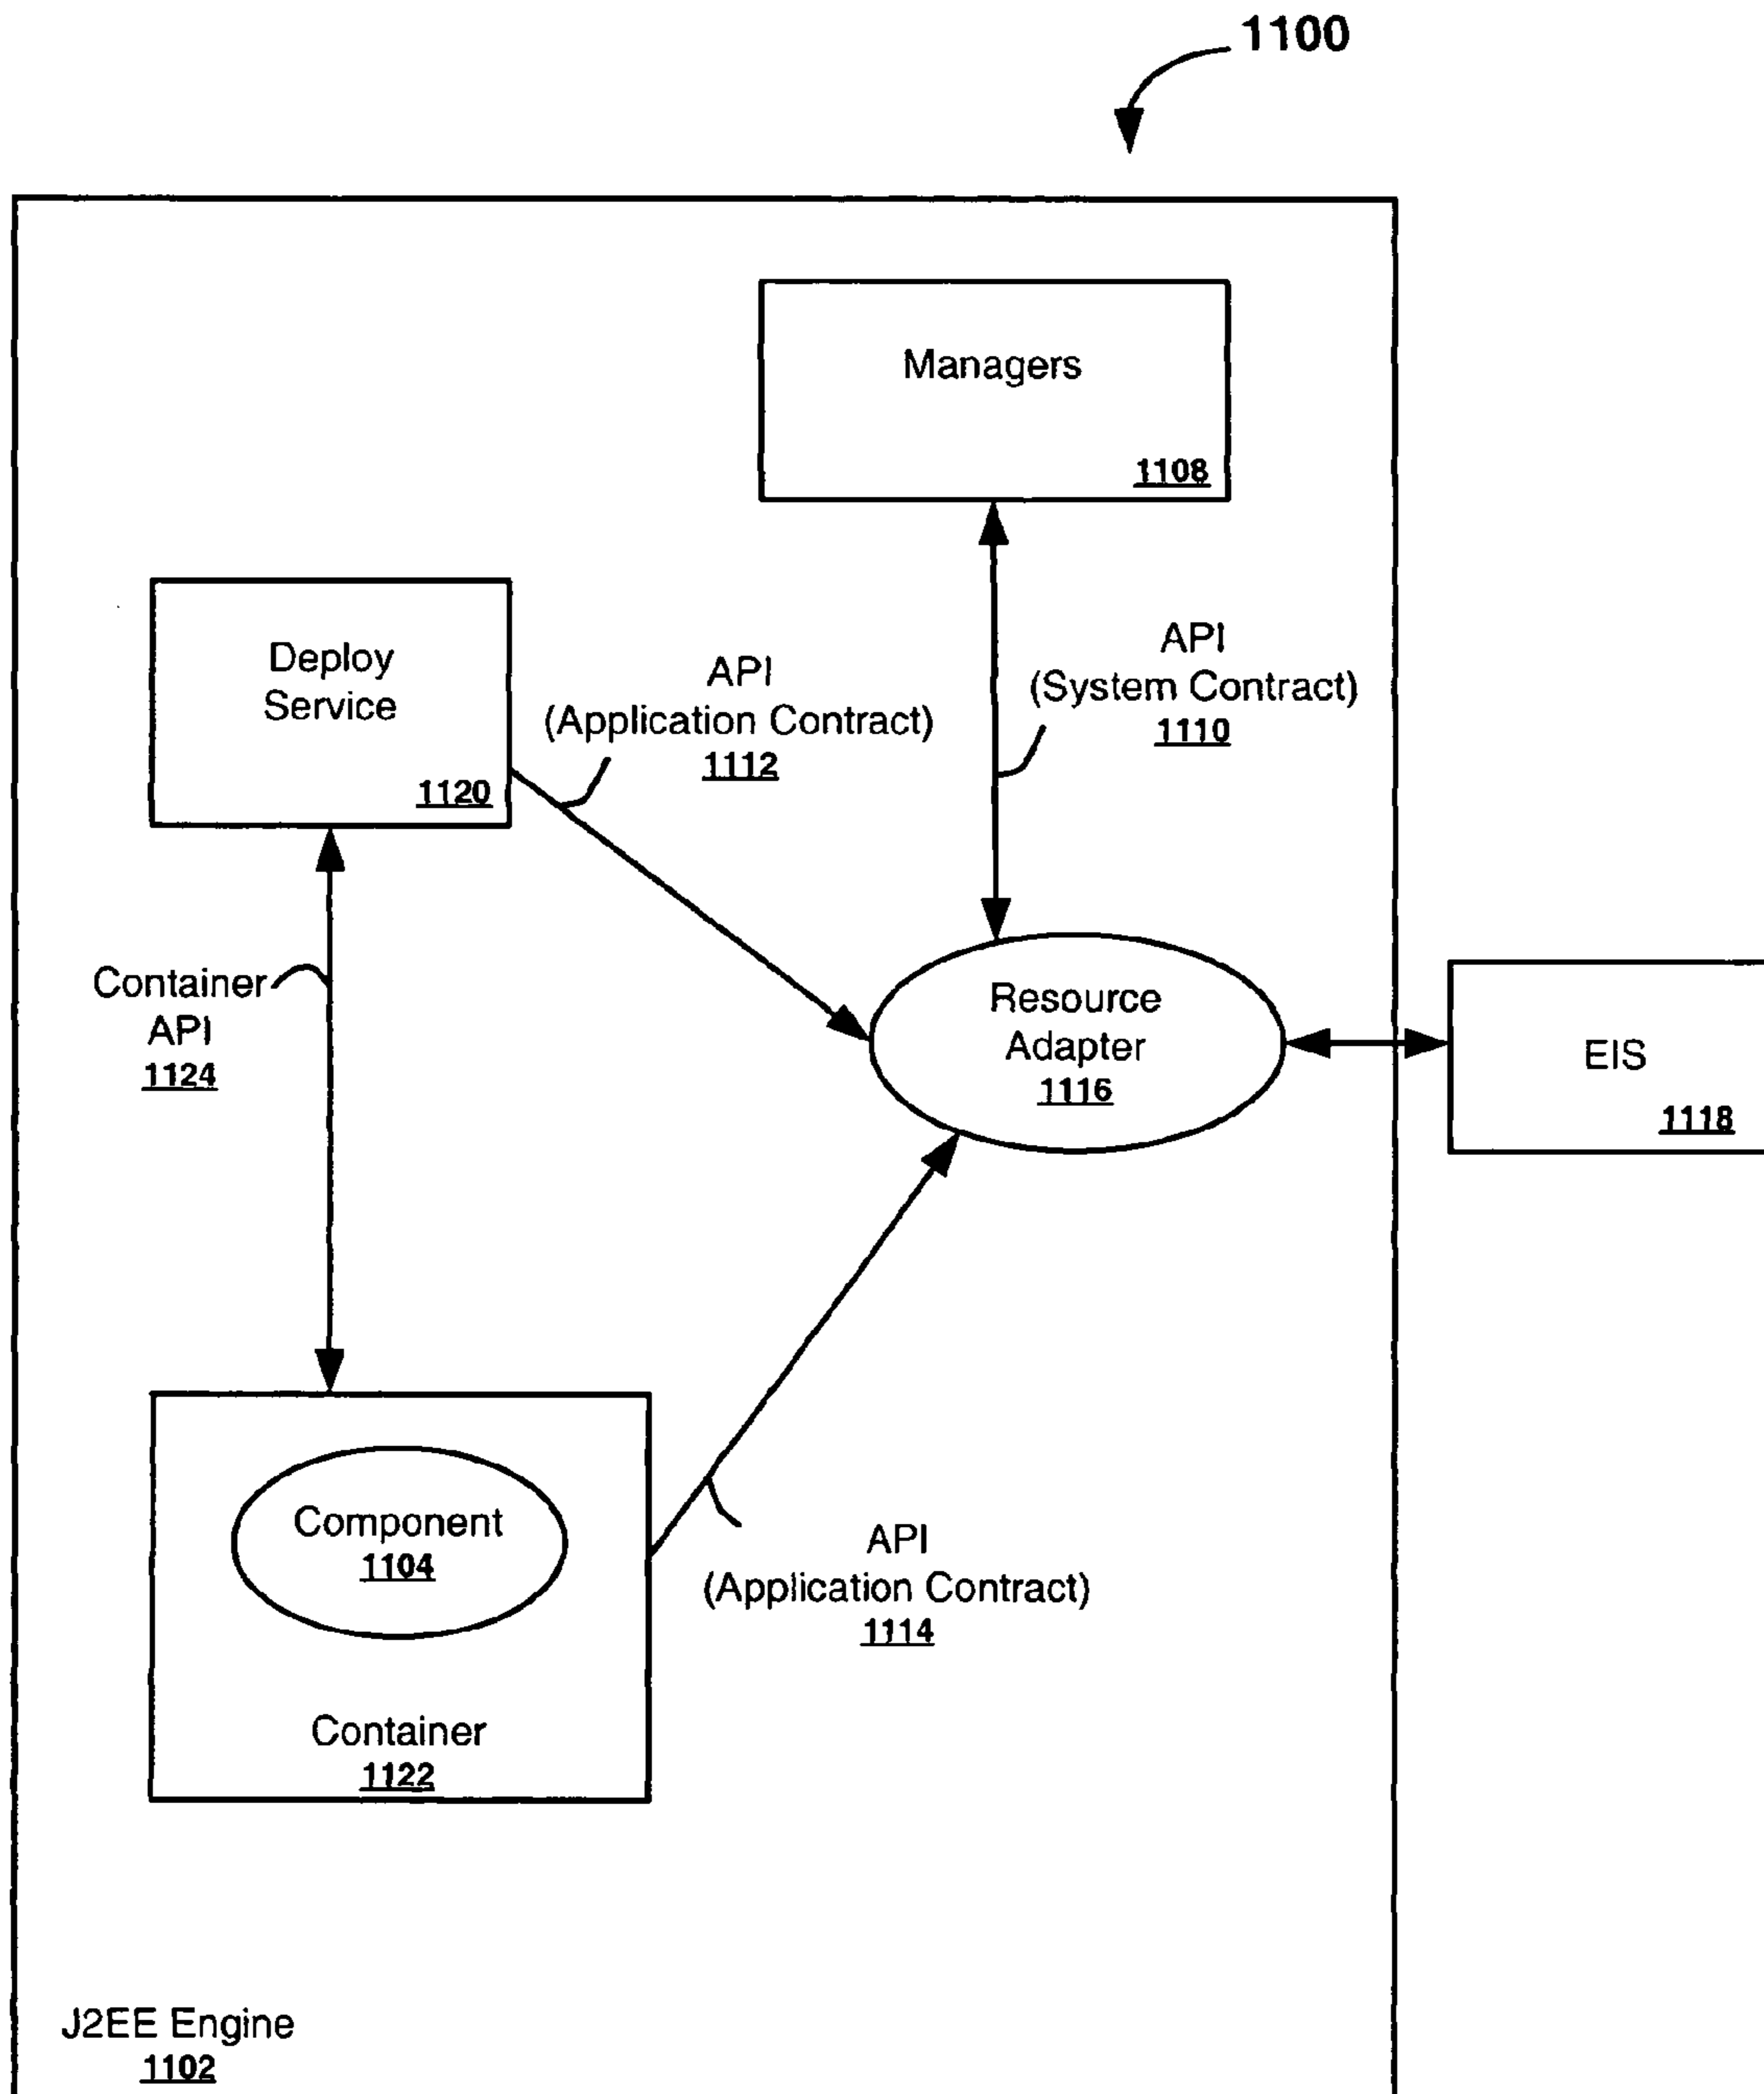 1100
Managers
1108
Deploy
Service
1120
API
(Application Contract)
1112
API
(System Contract)
1110
Container
API
1124
Resource
Adapter
1116
EIS
1118
Component
1104
Container
1122
API
(Application Contract)
1114
J2EE Engine
1102